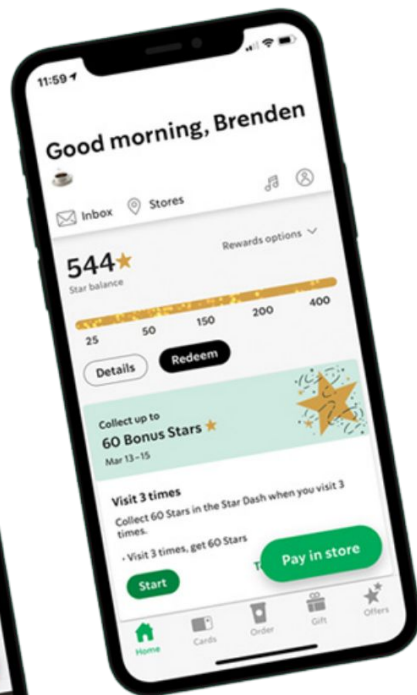 11:59
Good morning, Brenden
Inbox
Stores
544
Rewards options
Star balance
25 50 150 200 400
Details
Redeem
Collect up to
60 Bonus Stars
Mar 13–15
Visit 3 times
Collect 60 Stars in the Star Dash when you visit 3
times.
• Visit 3 times, get 60 Stars
Start
Pay in store
Home
Cards
Order
Gift
Offers